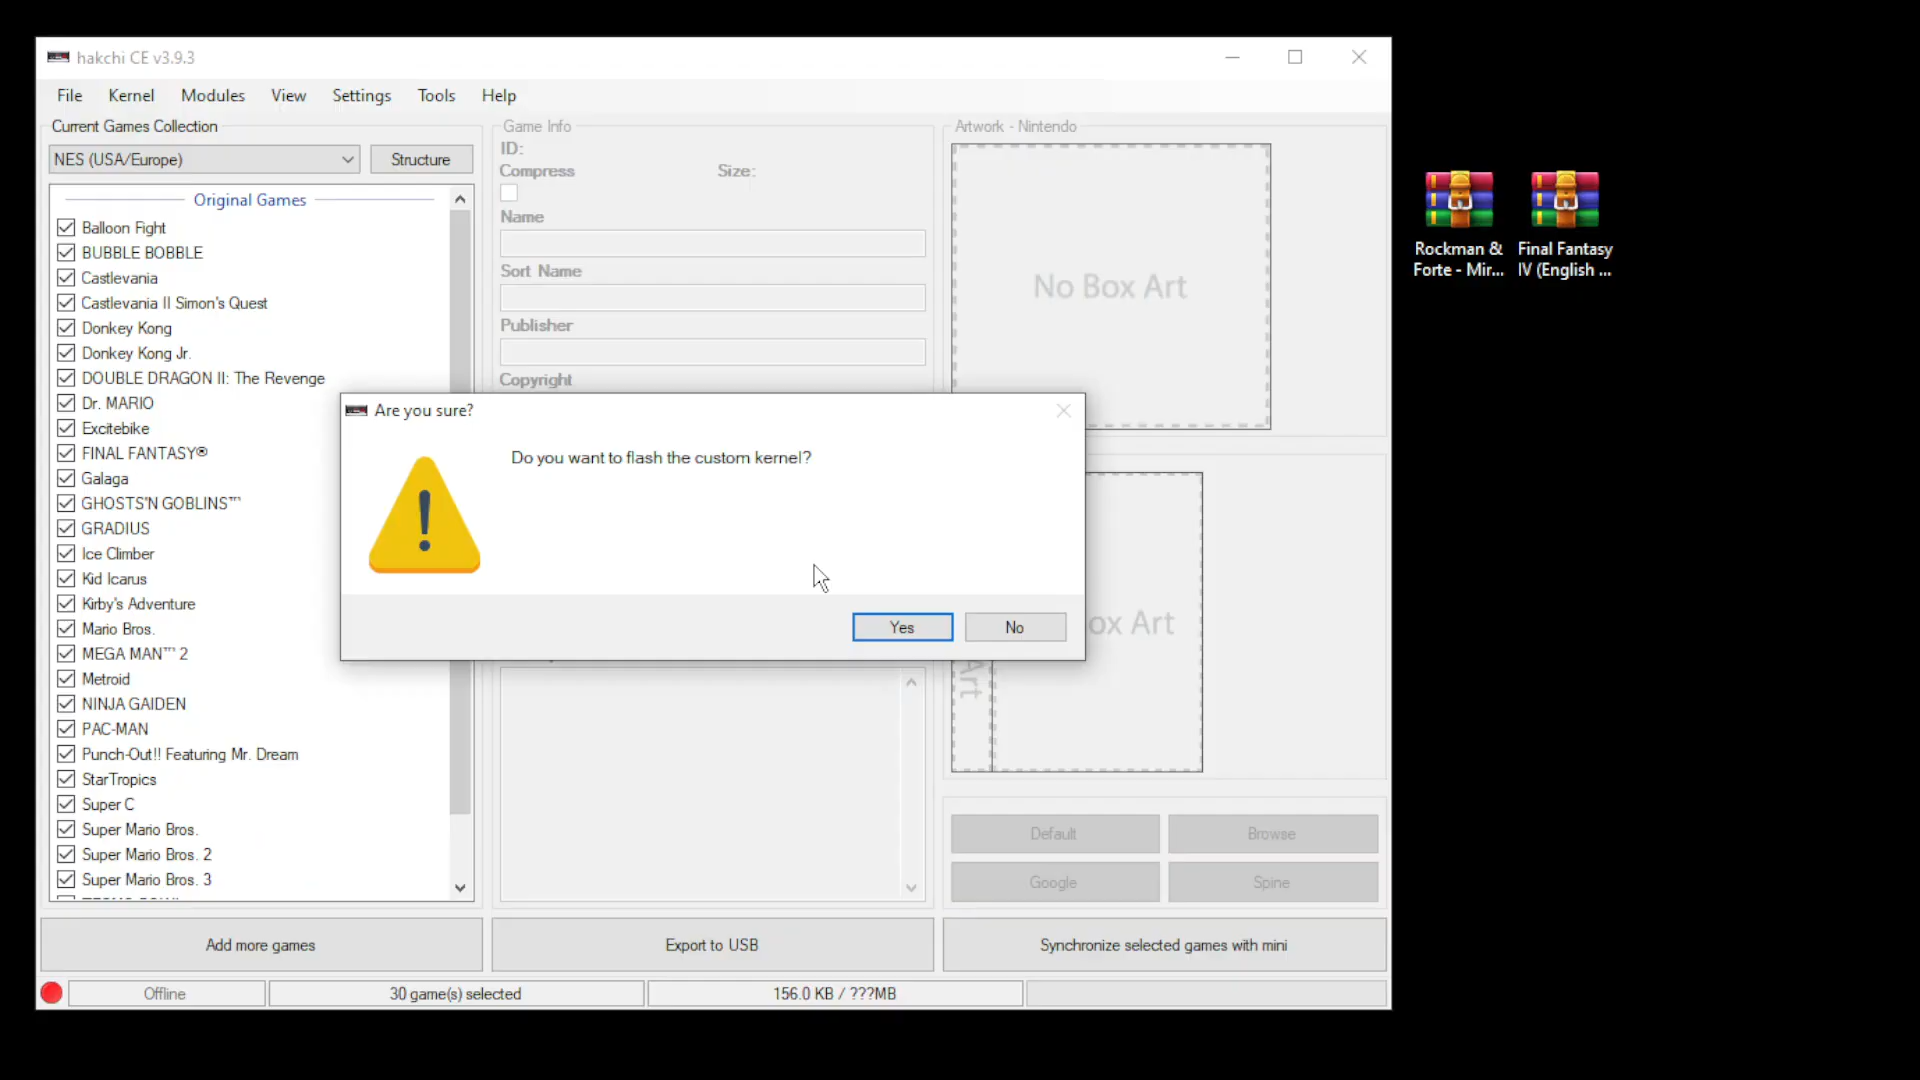 hakchi CE v3.9.3
File Kernel Modules View Settings Tools Help
Current Games Collection
NES (USA/Europe)
Structure
Original Games
Balloon Fight
BUBBLE BOBBLE
Castlevania
Castlevania II Simon's Quest
Donkey Kong
Donkey Kong Jr.
DOUBLE DRAGON II: The Revenge
Dr. MARIO
Excitebike
FINAL FANTASY®
Galaga
GHOSTS'N GOBLINS™
GRADIUS
Ice Climber
Kid Icarus
Kirby's Adventure
Mario Bros.
MEGA MAN™ 2
Metroid
NINJA GAIDEN
PAC-MAN
Punch-Out!! Featuring Mr. Dream
StarTropics
Super C
Super Mario Bros.
Super Mario Bros. 2
Super Mario Bros. 3
Game Info
ID:
Compress
Size:
Name
Sort Name
Publisher
Copyright
Artwork - Nintendo
No Box Art
Are you sure?
Do you want to flash the custom kernel?
Yes
No
ox Art
Art
Default
Browse
Google
Spine
Add more games
Export to USB
Synchronize selected games with mini
Offline
30 game(s) selected
156.0 KB / ???MB
Rockman &
Forte - Mir...
Final Fantasy
IV (English ...